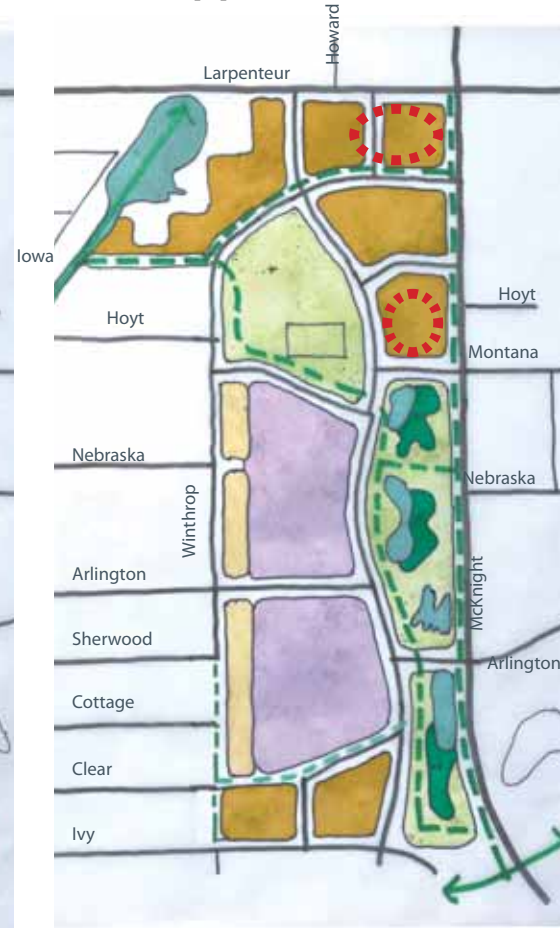 Howard
Larpenteur
Iowa
Hoyt
Hoyt
Montana
Nebraska
Nebraska
Winthrop
Arlington
McKnight
Sherwood
Arlington
Cottage
Clear
Ivy